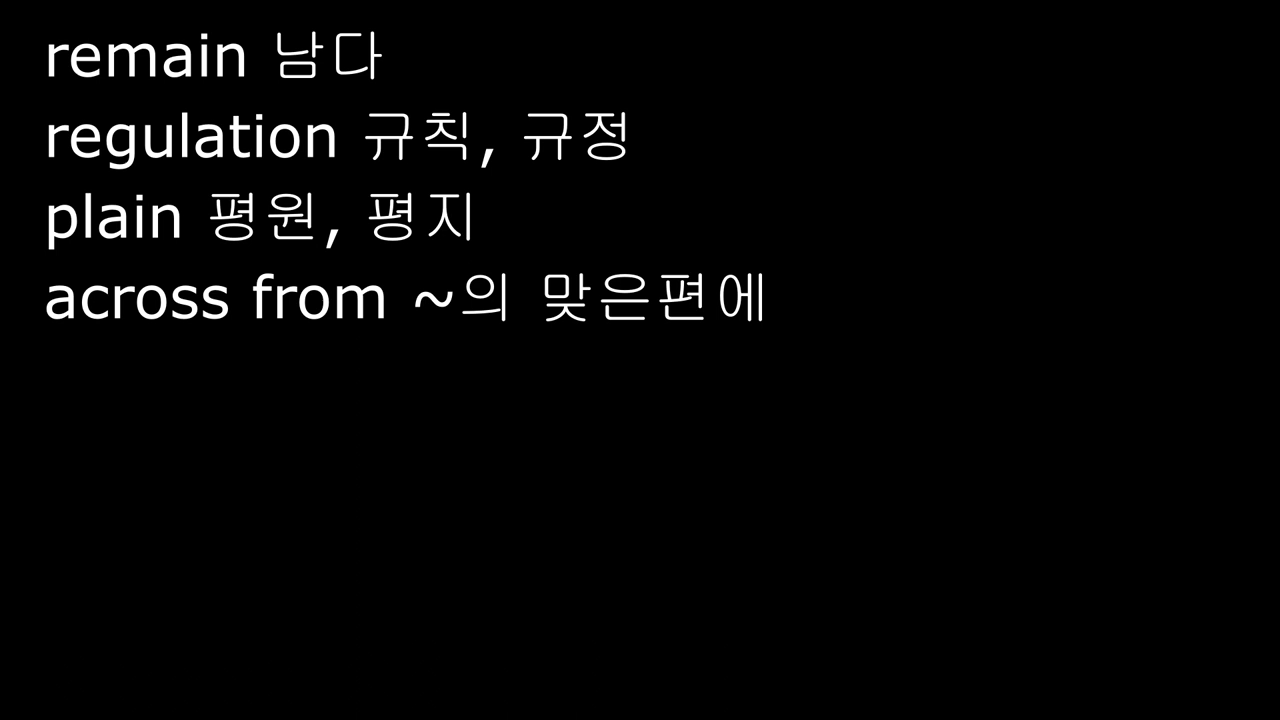 remain 남다
regulation 규칙, 규정
plain 평원, 평지
across from ~의 맞은편에